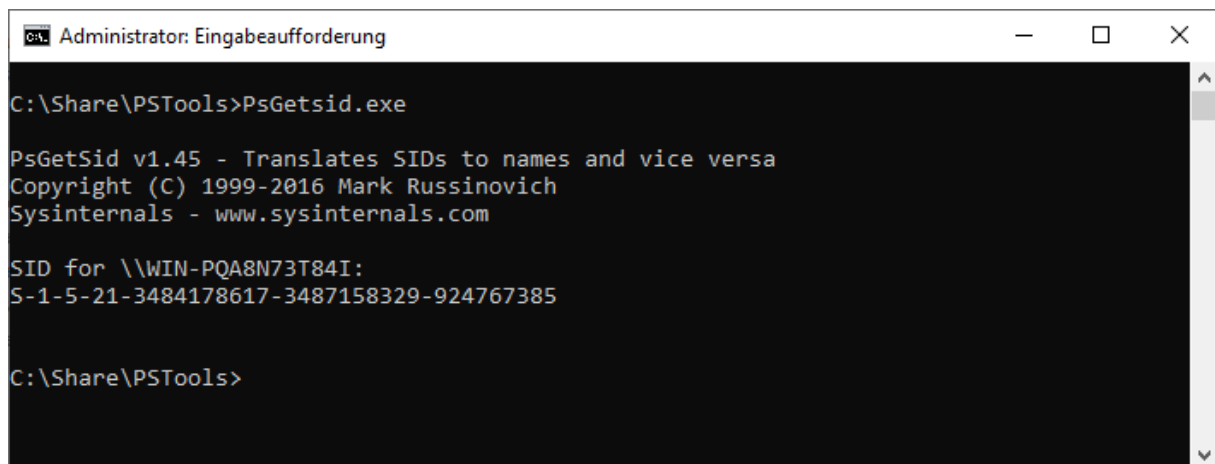 Administrator: Eingabeaufforderung
C:\Share\PSTools>PsGetsid.exe
PsGetSid v1.45 - Translates SIDs to names and vice versa
Copyright (C) 1999-2016 Mark Russinovich
Sysinternals - www.sysinternals.com
SID for \\WIN-PQA8N73T84I:
S-1-5-21-3484178617-3487158329-924767385
C:\Share\PSTools>